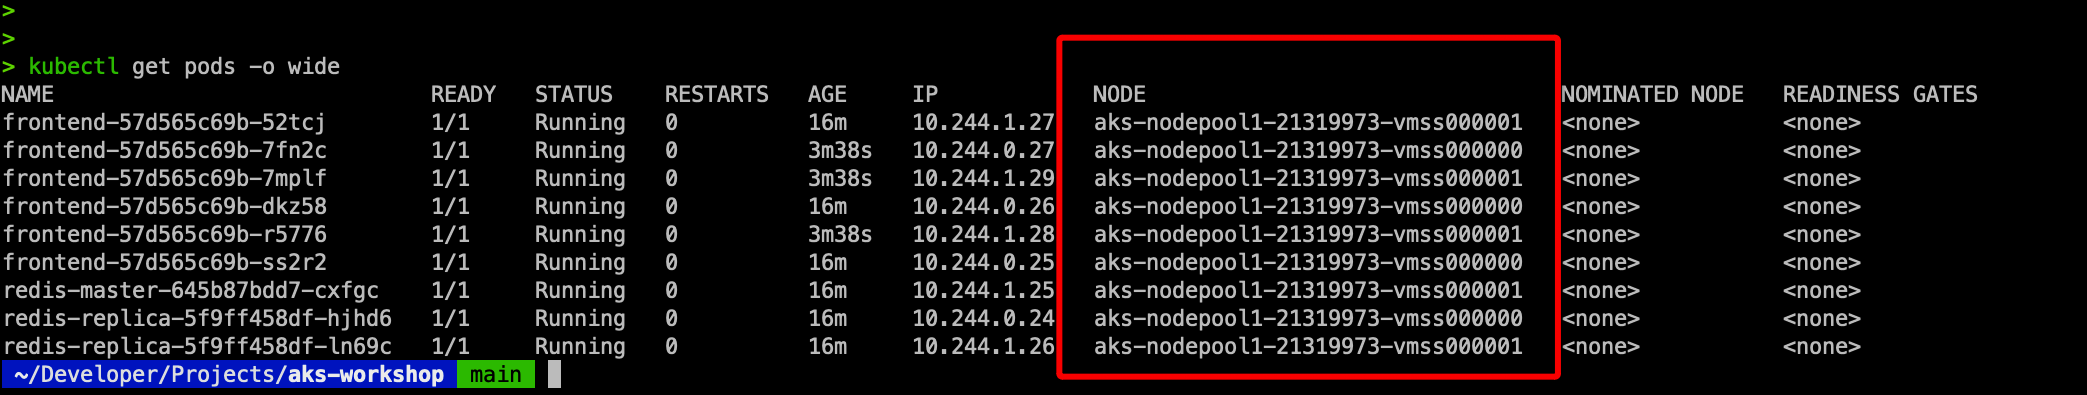 >
>
> kubectl get pods -o wide
NAME READY STATUS RESTARTS AGE IP NODE NOMINATED NODE READINESS GATES
frontend-57d565c69b-52tcj 1/1 Running 0 16m 10.244.1.27 aks-nodepool1-21319973-vmss000001 <none> <none>
frontend-57d565c69b-7fn2c 1/1 Running 0 3m38s 10.244.0.27 aks-nodepool1-21319973-vmss000000 <none> <none>
frontend-57d565c69b-7mplf 1/1 Running 0 3m38s 10.244.1.29 aks-nodepool1-21319973-vmss000001 <none> <none>
frontend-57d565c69b-dkz58 1/1 Running 0 16m 10.244.0.26 aks-nodepool1-21319973-vmss000000 <none> <none>
frontend-57d565c69b-r5776 1/1 Running 0 3m38s 10.244.1.28 aks-nodepool1-21319973-vmss000001 <none> <none>
frontend-57d565c69b-ss2r2 1/1 Running 0 16m 10.244.0.25 aks-nodepool1-21319973-vmss000000 <none> <none>
redis-master-645b87bdd7-cxfgc 1/1 Running 0 16m 10.244.1.25 aks-nodepool1-21319973-vmss000001 <none> <none>
redis-replica-5f9ff458df-hjhd6 1/1 Running 0 16m 10.244.0.24 aks-nodepool1-21319973-vmss000000 <none> <none>
redis-replica-5f9ff458df-ln69c 1/1 Running 0 16m 10.244.1.26 aks-nodepool1-21319973-vmss000001 <none> <none>
~/Developer/Projects/aks-workshop main